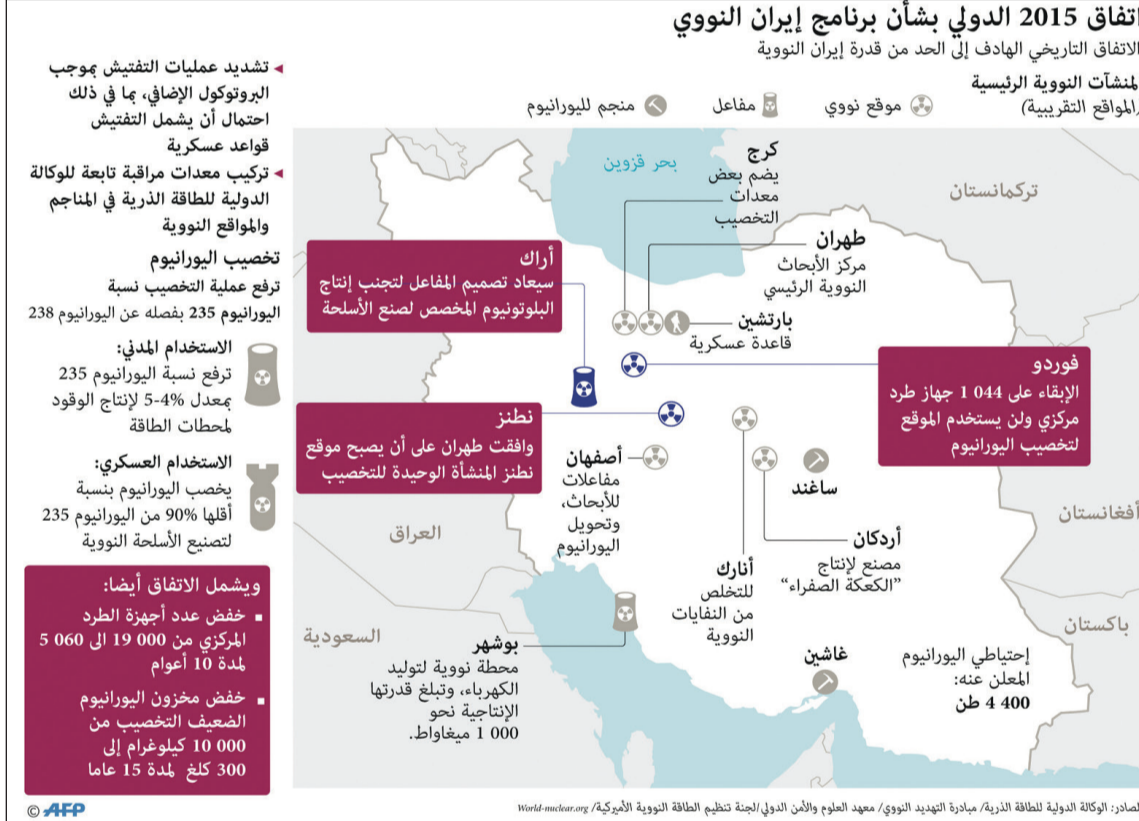 اتفاق 2015 الدولي بشأن برنامج إيران النووي
الاتفاق التاريخي الهادف إلى الحد من قدرة إيران النووية
لمنشآت النووية الرئيسية
(المواقع التقريبية)
موقع نووي
مفاعل
منجم لليورانيوم
تشديد عمليات التفتيش بموجب
البروتوكول الإضافي، بما في ذلك
احتمال أن يشمل التفتيش
قواعد عسكرية
تركيب معدات مراقبة تابعة للوكالة
الدولية للطاقة الذرية في المناجم
والمواقع النووية
تخصيب اليورانيوم
ترفع عملية التخصيب نسبة
اليورانيوم 235 بفصله عن اليورانيوم 238
الاستخدام المدني:
ترفع نسبة اليورانيوم 235
بمعدل 4%-5 لإنتاج الوقود
لمحطات الطاقة
الاستخدام العسكري:
يخصب اليورانيوم بنسبة
أقلها 90% من اليورانيوم 235
لتصنيع الأسلحة النووية
ويشمل الاتفاق أيضا:
▪ خفض عدد أجهزة الطرد
المركزي من 000 19 الى 060 5
لمدة 10 أعوام
▪ خفض مخزون اليورانيوم
الضعيف التخصيب من
000 10 كيلوغرام إلى
300 كلغ لمدة 15 عاما
بحر قزوين
تركمانستان
كرج
يضم بعض
معدات
التخصيب
طهران
مركز الأبحاث
النووية الرئيسي
بارتشين
قاعدة عسكرية
أراك
سيعاد تصميم المفاعل لتجنب إنتاج
البلوتونيوم المخصص لصنع الأسلحة
فوردو
الإبقاء على 044 1 جهاز طرد
مركزي ولن يستخدم الموقع
لتخصيب اليورانيوم
نطنز
وافقت طهران على أن يصبح موقع
نطنز المنشأة الوحيدة للتخصيب
أصفهان
مفاعلات
للأبحاث،
وتحويل
اليورانيوم
ساغند
أردكان
مصنع لإنتاج
"الكعكة الصفراء"
أنارك
للتخلص
من النفايات
النووية
العراق
أفغانستان
السعودية
باكستان
بوشهر
محطة نووية لتوليد
الكهرباء، وتبلغ قدرتها
الإنتاجية نحو
000 1 ميغاواط.
غاشين
إحتياطي اليورانيوم
المعلن عنه:
400 4 طن
لصادر: الوكالة الدولية للطاقة الذرية/ مبادرة التهديد النووي/ معهد العلوم والأمن الدولي/لجنة تنظيم الطاقة النووية الأميركية/ World-nuclear.org
© AFP